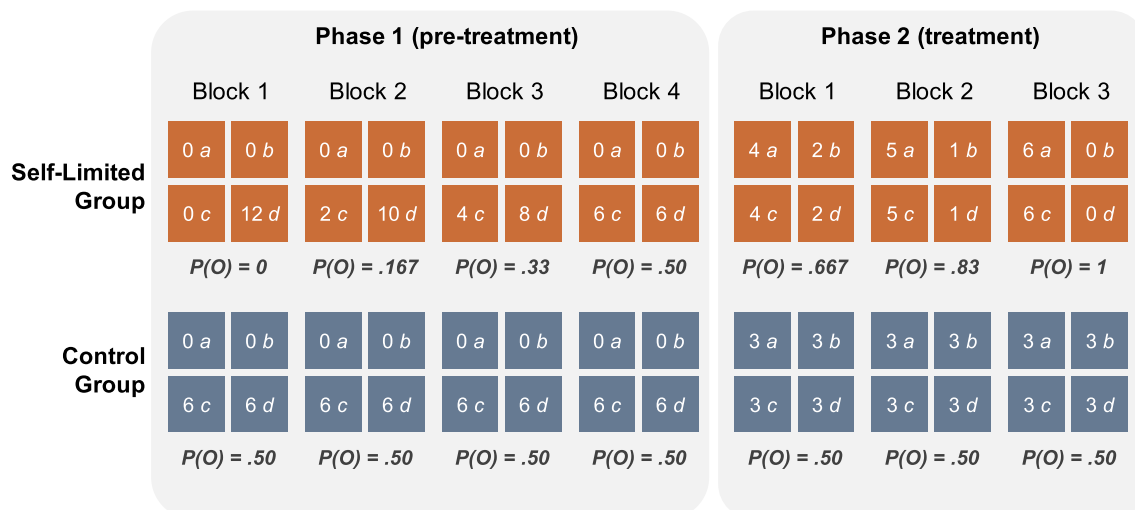 Phase 1 (pre-treatment)
Phase 2 (treatment)
Block 1 Block 2 Block 3 Block 4 Block 1 Block 2 Block 3
Self-Limited
Group
0 a 0 b 0 a 0 b 0 a 0 b 0 a 0 b 4 a 2 b 5 a 1 b 6 a 0 b
0 c 12 d 2 c 10 d 4 c 8 d 6 c 6 d 4 c 2 d 5 c 1 d 6 c 0 d
P(O) = 0 P(O) = .167 P(O) = .33 P(O) = .50 P(O) = .667 P(O) = .83 P(O) = 1
Control
Group
0 a 0 b 0 a 0 b 0 a 0 b 0 a 0 b 3 a 3 b 3 a 3 b 3 a 3 b
6 c 6 d 6 c 6 d 6 c 6 d 6 c 6 d 3 c 3 d 3 c 3 d 3 c 3 d
P(O) = .50 P(O) = .50 P(O) = .50 P(O) = .50 P(O) = .50 P(O) = .50 P(O) = .50